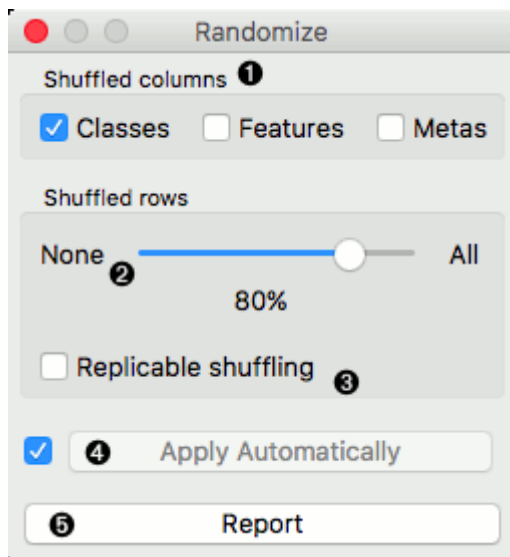 Randomize
Shuffled columns ❶
Classes Features Metas
Shuffled rows
None ❷ All
80%
Replicable shuffling ❸
❹ Apply Automatically
❺ Report